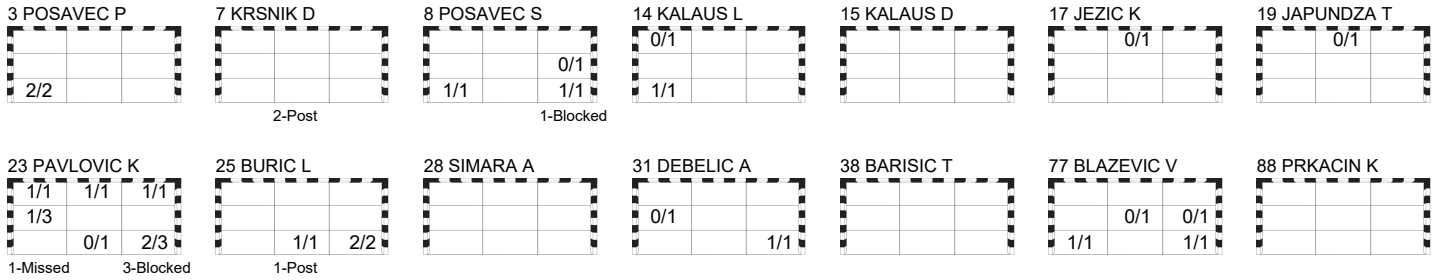 3 POSAVEC P 7 KRSNIK D 8 POSAVEC S 14 KALAUS L 15 KALAUS D 17 JEZIC K 19 JAPUNDZA T
0/1 0/1 0/1
0/1
2/2 1/1 1/1 1/1
2-Post 1-Blocked
23 PAVLOVIC K 25 BURIC L 28 SIMARA A 31 DEBELIC A 38 BARISIC T 77 BLAZEVIC V 88 PRKACIN K
1/1 1/1 1/1
1/3 0/1 0/1 0/1
0/1 2/3 1/1 2/2 1/1 1/1 1/1
1-Missed 3-Blocked 1-Post